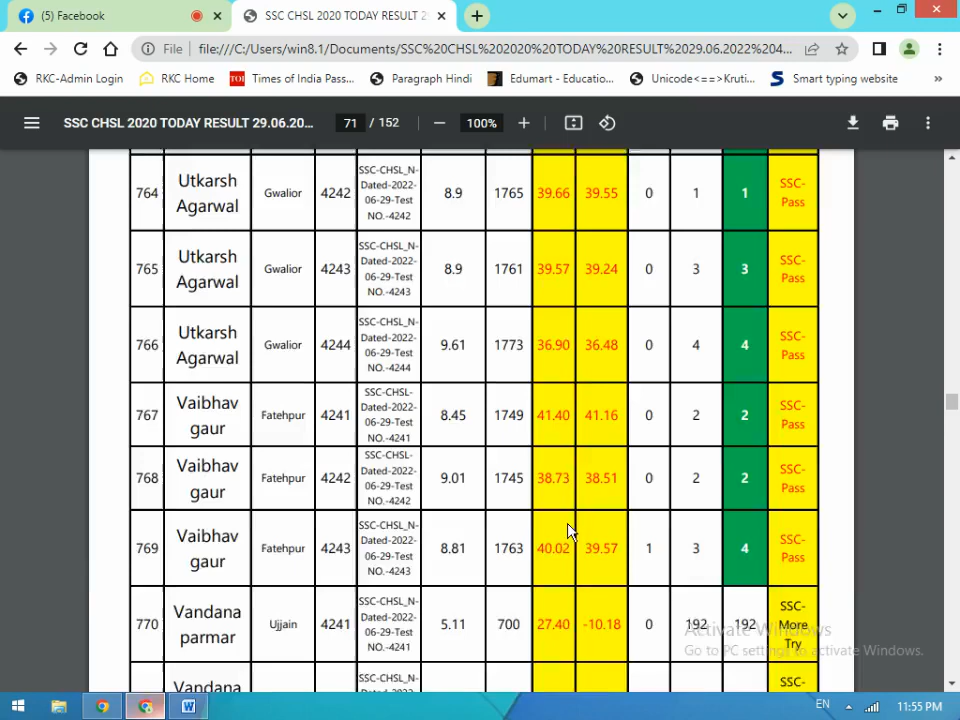 (5) Facebook
SSC CHSL 2020 TODAY RESULT 2
File | file:///C:/Users/win8.1/Documents/SSC%20CHSL%202020%20TODAY%20RESULT%2029.06.2022%204...
RKC-Admin Login
RKC Home
TOI
Times of India Pass...
Paragraph Hindi
Edumart - Educatio...
Unicode<==>Kruti...
Smart typing website
»
SSC CHSL 2020 TODAY RESULT 29.06.20...
71 / 152
100%
764 Utkarsh Agarwal Gwalior 4242 SSC-CHSL_N-Dated-2022-06-29-Test NO.-4242 8.9 1765 39.66 39.55 0 1 1 SSC-Pass
765 Utkarsh Agarwal Gwalior 4243 SSC-CHSL_N-Dated-2022-06-29-Test NO.-4243 8.9 1761 39.57 39.24 0 3 3 SSC-Pass
766 Utkarsh Agarwal Gwalior 4244 SSC-CHSL_N-Dated-2022-06-29-Test NO.-4244 9.61 1773 36.90 36.48 0 4 4 SSC-Pass
767 Vaibhav gaur Fatehpur 4241 SSC-CHSL-Dated-2022-06-29-Test NO.-4241 8.45 1749 41.40 41.16 0 2 2 SSC-Pass
768 Vaibhav gaur Fatehpur 4242 SSC-CHSL-Dated-2022-06-29-Test NO.-4242 9.01 1745 38.73 38.51 0 2 2 SSC-Pass
769 Vaibhav gaur Fatehpur 4243 SSC-CHSL_N-Dated-2022-06-29-Test NO.-4243 8.81 1763 40.02 39.57 1 3 4 SSC-Pass
770 Vandana parmar Ujjain 4241 SSC-CHSL_N-Dated-2022-06-29-Test NO.-4241 5.11 700 27.40 -10.18 0 192 192 SSC-More Try
Vandana SSC-CHSL_N- SSC-
Activate Windows
Go to PC settings to activate Windows.
EN
11:55 PM